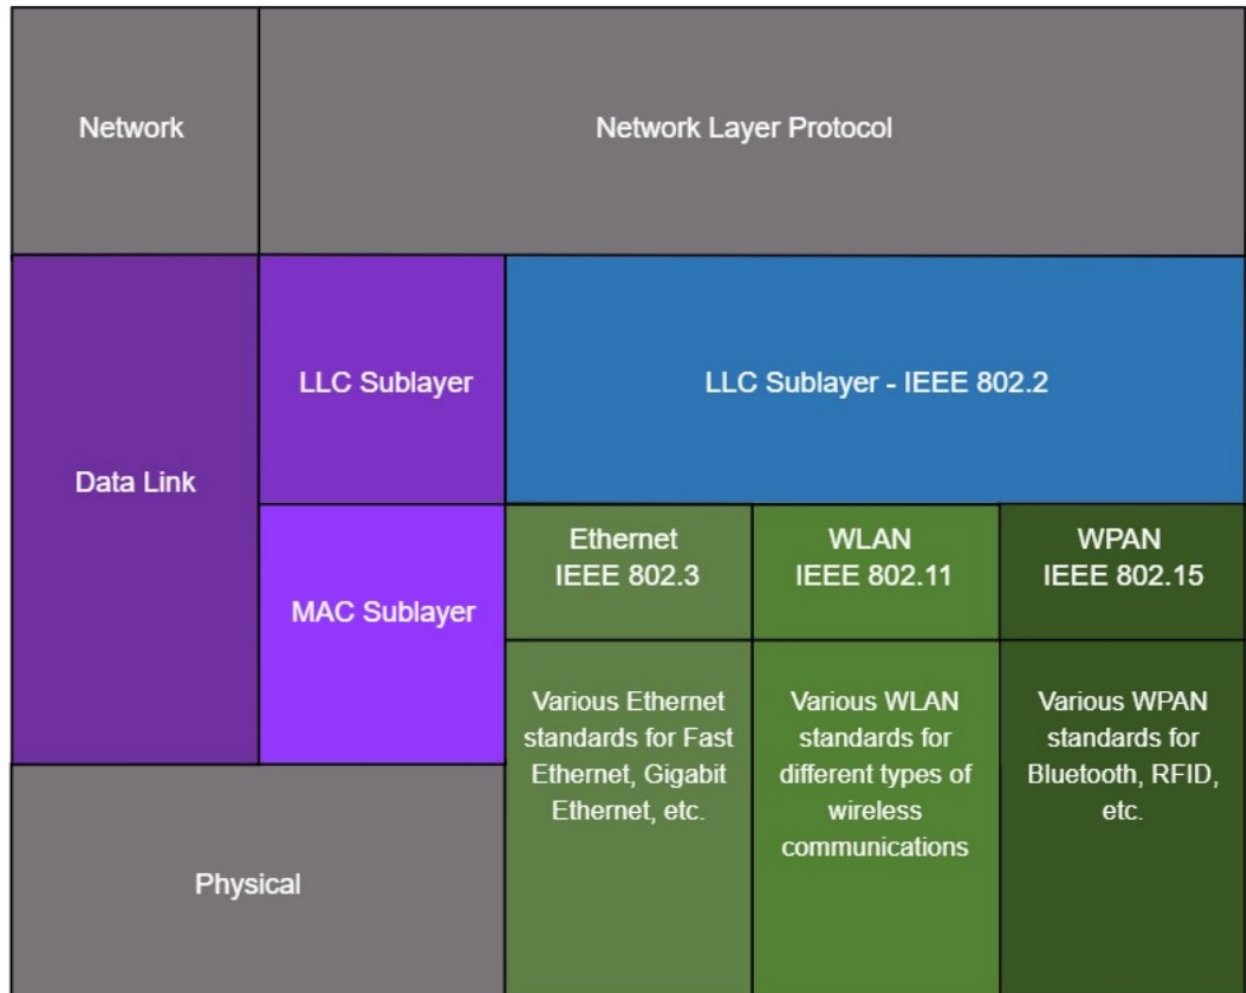 Network
Network Layer Protocol
LLC Sublayer
LLC Sublayer - IEEE 802.2
Data Link
MAC Sublayer
Ethernet
IEEE 802.3
WLAN
IEEE 802.11
WPAN
IEEE 802.15
Various Ethernet
standards for Fast
Ethernet, Gigabit
Ethernet, etc.
Various WLAN
standards for
different types of
wireless
communications
Various WPAN
standards for
Bluetooth, RFID,
etc.
Physical